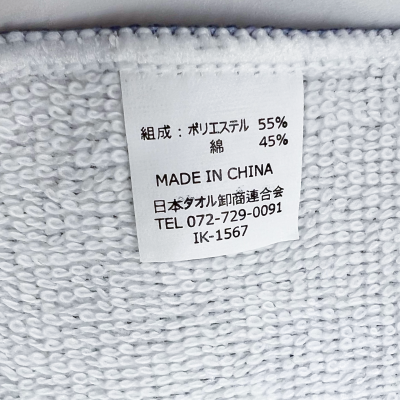 組成：ポリエステル 55%
綿 45%
MADE IN CHINA
日本タオル卸商連合会
TEL 072-729-0091
IK-1567